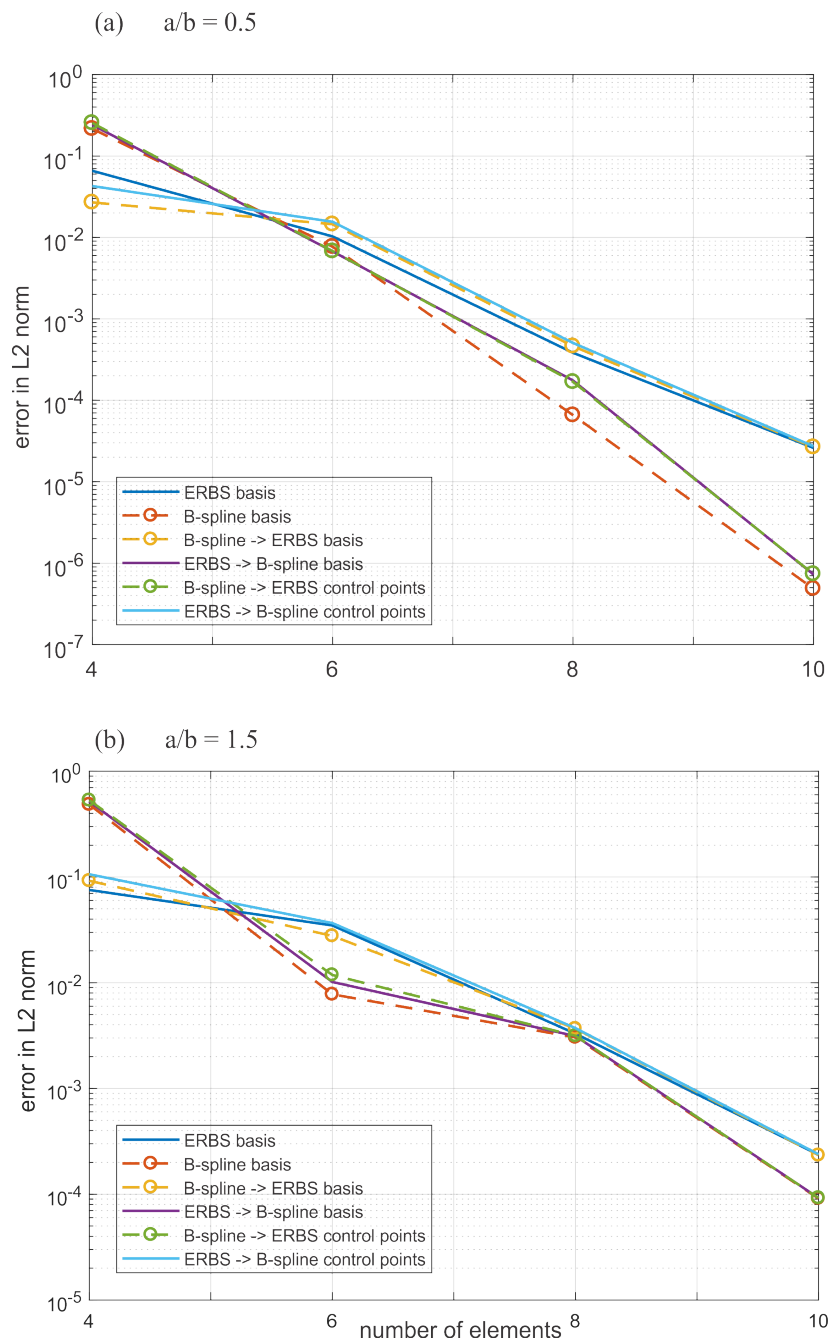 (a) a/b = 0.5
10^0
10^-1
10^-2
10^-3
10^-4
10^-5
10^-6
10^-7
error in L2 norm
ERBS basis
B-spline basis
B-spline -> ERBS basis
ERBS -> B-spline basis
B-spline -> ERBS control points
ERBS -> B-spline control points
4 6 8 10
(b) a/b = 1.5
10^0
10^-1
10^-2
10^-3
10^-4
10^-5
error in L2 norm
ERBS basis
B-spline basis
B-spline -> ERBS basis
ERBS -> B-spline basis
B-spline -> ERBS control points
ERBS -> B-spline control points
4 6 8 10
number of elements